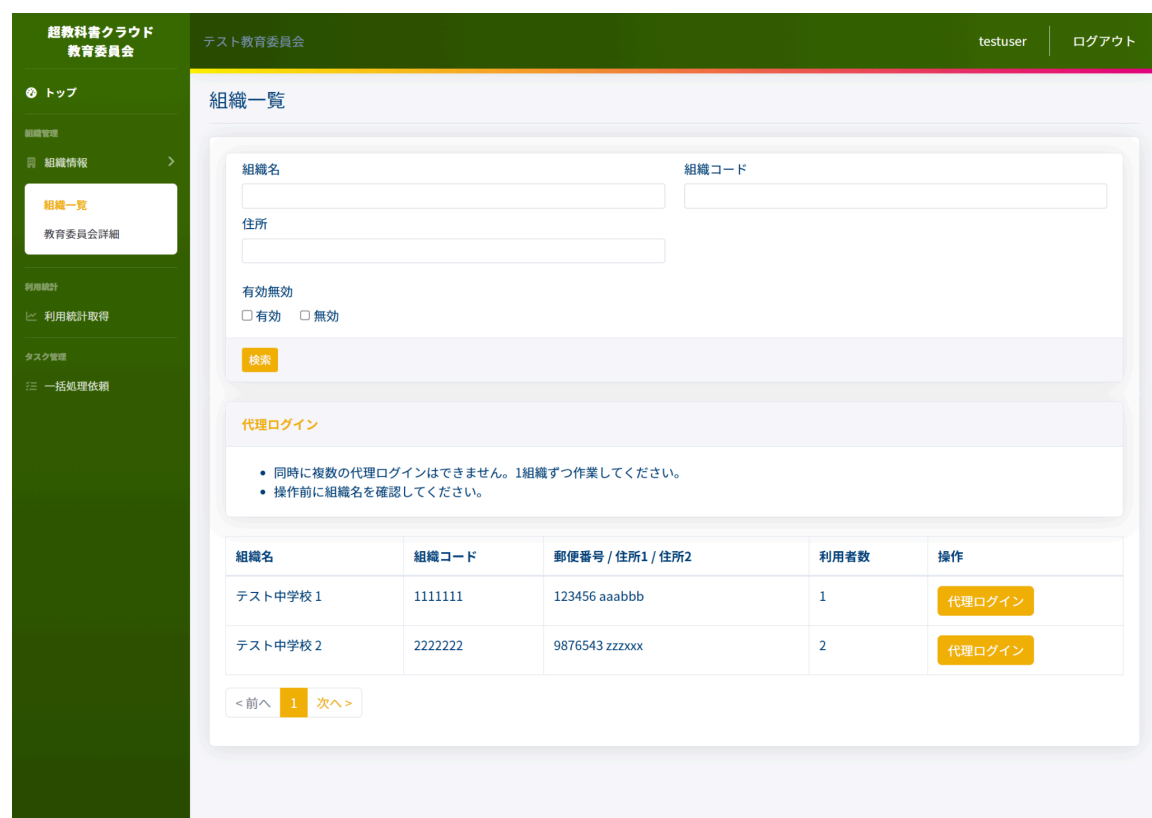 超教科書クラウド
教育委員会
テスト教育委員会
testuser
ログアウト
トップ
組織管理
組織情報
組織一覧
教育委員会詳細
利用統計
利用統計取得
タスク管理
一括処理依頼
組織一覧
組織名
組織コード
住所
有効無効
有効
無効
検索
代理ログイン
同時に複数の代理ログインはできません。1組織ずつ作業してください。
操作前に組織名を確認してください。
組織名 組織コード 郵便番号 / 住所1 / 住所2 利用者数 操作
テスト中学校 1 1111111 123456 aaabbb 1 代理ログイン
テスト中学校 2 2222222 9876543 zzzxxx 2 代理ログイン
< 前へ 1 次へ >